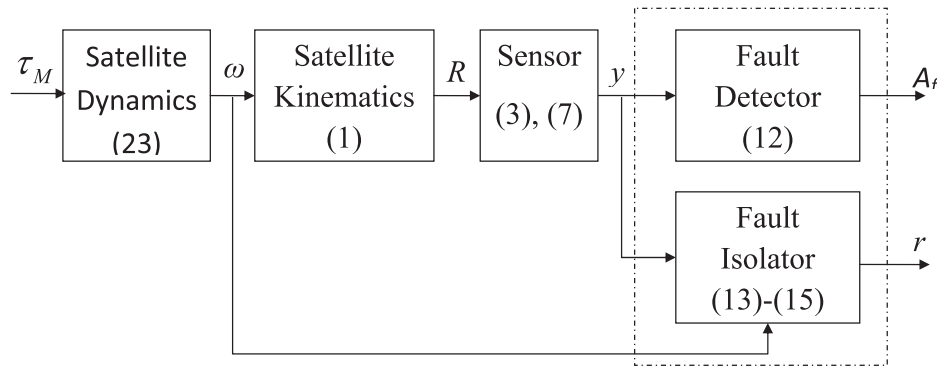 τ_M
Satellite
Dynamics
(23)
ω
Satellite
Kinematics
(1)
R
Sensor
(3), (7)
y
Fault
Detector
(12)
A_f
Fault
Isolator
(13)-(15)
r